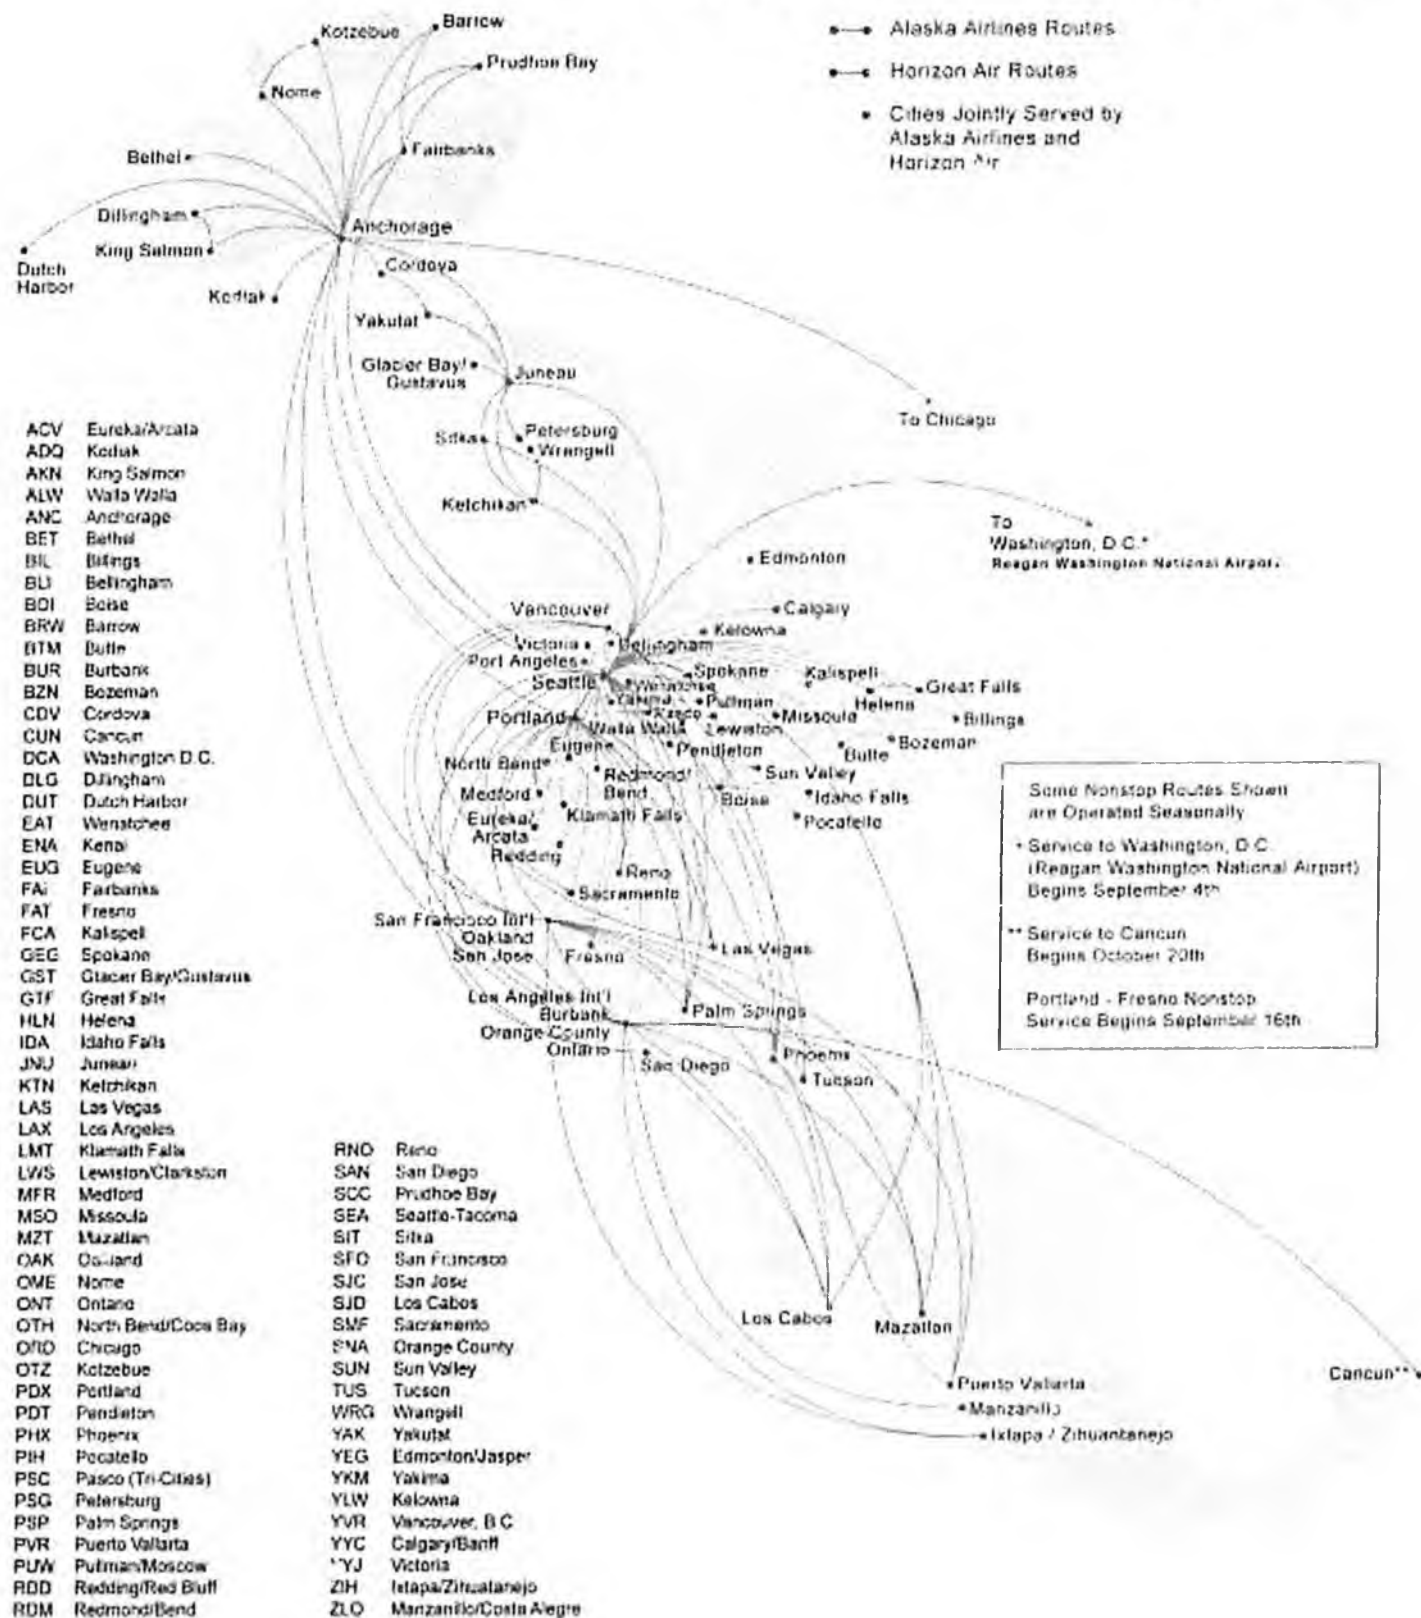 Alaska Airlines Routes
Horizon Air Routes
Cities Jointly Served by
Alaska Airlines and
Horizon Air
Kotzebue
Barrow
Prudhoe Bay
Nome
Bethel
Fairbanks
Dillingham
Anchorage
King Salmon
Dutch
Harbor
Cordova
Kodiak
Yakutat
Glacier Bay/
Gustavus
Juneau
To Chicago
Sitka
Petersburg
Wrangell
Ketchikan
To
Washington, D.C.*
Reagan Washington National Airport
Edmonton
Vancouver
Calgary
Kelowna
Victoria
Bellingham
Port Angeles
Spokane
Kalispell
Seattle
Wenatchee
Great Falls
Yakima
Pullman
Helena
Portland
Pasco
Missoula
Billings
Walla Walla
Lewiston
Eugene
Pendleton
Butte
Bozeman
North Bend
Redmond/
Bend
Sun Valley
Medford
Boise
Idaho Falls
Klamath Falls
Eureka/
Arcata
Pocatello
Redding
Reno
Sacramento
San Francisco Int'l
Oakland
San Jose
Fresno
Las Vegas
Los Angeles Int'l
Burbank
Orange County
Ontario
Palm Springs
San Diego
Phoenix
Tucson
Los Cabos
Mazatlan
Puerto Vallarta
Manzanillo
Ixtapa / Zihuantanejo
Cancun**
Some Nonstop Routes Shown
are Operated Seasonally
* Service to Washington, D.C.
(Reagan Washington National Airport)
Begins September 4th
** Service to Cancun
Begins October 20th
Portland - Fresno Nonstop
Service Begins September 16th
ACV Eureka/Arcata
ADQ Kodiak
AKN King Salmon
ALW Walla Walla
ANC Anchorage
BET Bethel
BIL Billings
BLI Bellingham
BOI Boise
BRW Barrow
BTM Butte
BUR Burbank
BZN Bozeman
CDV Cordova
CUN Cancun
DCA Washington D.C.
DLG Dillingham
DUT Dutch Harbor
EAT Wenatchee
ENA Kenai
EUG Eugene
FAI Fairbanks
FAT Fresno
FCA Kalispell
GEG Spokane
GST Glacier Bay/Gustavus
GTF Great Falls
HLN Helena
IDA Idaho Falls
JNU Juneau
KTN Ketchikan
LAS Las Vegas
LAX Los Angeles
LMT Klamath Falls
LWS Lewiston/Clarkston
MFR Medford
MSO Missoula
MZT Mazatlan
OAK Oakland
OME Nome
ONT Ontario
OTH North Bend/Coos Bay
ORD Chicago
OTZ Kotzebue
PDX Portland
PDT Pendleton
PHX Phoenix
PIH Pocatello
PSC Pasco (Tri-Cities)
PSG Petersburg
PSP Palm Springs
PVR Puerto Vallarta
PUW Pullman/Moscow
RDD Redding/Red Bluff
RDM Redmond/Bend
RNO Reno
SAN San Diego
SCC Prudhoe Bay
SEA Seattle-Tacoma
SIT Sitka
SFO San Francisco
SJC San Jose
SJD Los Cabos
SMF Sacramento
SNA Orange County
SUN Sun Valley
TUS Tucson
WRG Wrangell
YAK Yakutat
YEG Edmonton/Jasper
YKM Yakima
YLW Kelowna
YVR Vancouver, B.C.
YYC Calgary/Banff
YYJ Victoria
ZIH Ixtapa/Zihuatanejo
ZLO Manzanillo/Costa Alegre